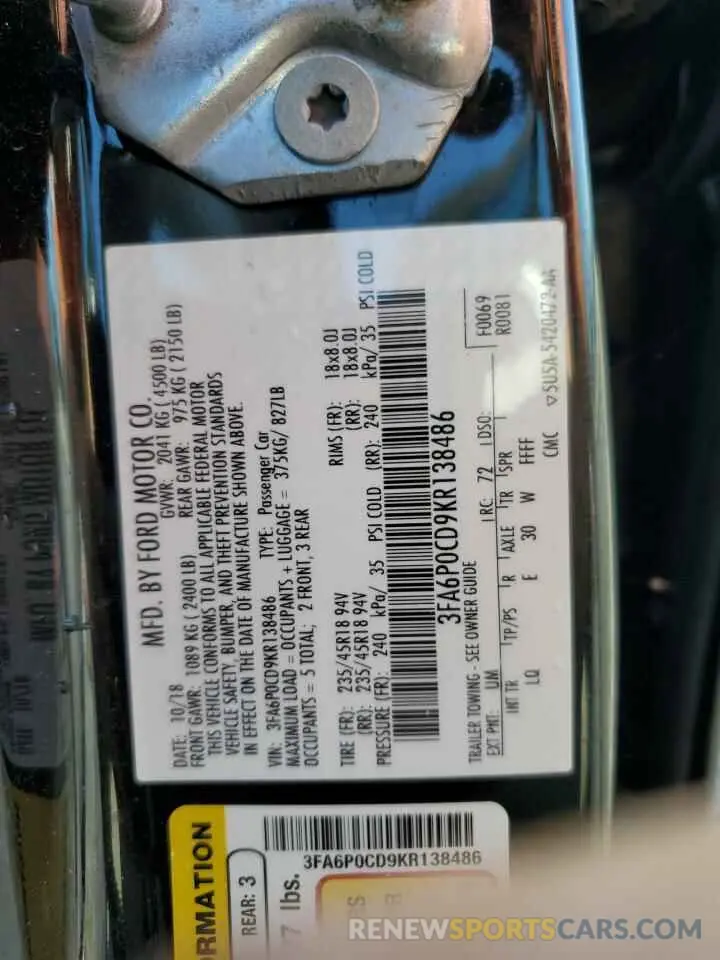 MFD. BY FORD MOTOR CO.
DATE: 10/18 GVWR: 2041 KG ( 4500 LB)
FRONT GAWR: 1089 KG ( 2400 LB) REAR GAWR: 975 KG ( 2150 LB)
THIS VEHICLE CONFORMS TO ALL APPLICABLE FEDERAL MOTOR
VEHICLE SAFETY, BUMPER, AND THEFT PREVENTION STANDARDS
IN EFFECT ON THE DATE OF MANUFACTURE SHOWN ABOVE.
VIN: 3FA6P0CD9KR138486 TYPE: Passenger Car
MAXIMUM LOAD = OCCUPANTS + LUGGAGE = 375KG/ 827LB
OCCUPANTS = 5 TOTAL; 2 FRONT, 3 REAR
TIRE (FR): 235/45R18 94V RIMS (FR): 18x8.0J
(RR): 235/45R18 94V (RR): 18x8.0J
PRESSURE (FR): 240 kPa/ 35 PSI COLD (RR): 240 kPa/ 35 PSI COLD
3FA6P0CD9KR138486
F0069
R0081
TRAILER TOWING - SEE OWNER GUIDE
EXT PNT: UM RC: 72 DSO:
INT TR TP/PS R AXLE TR SPR
LQ E 30 W FFFF
CMC ▽5U5A-5420472-AA
3FA6P0CD9KR138486
RMATION
REAR: 3
7 lbs.
RENEWSPORTSCARS.COM